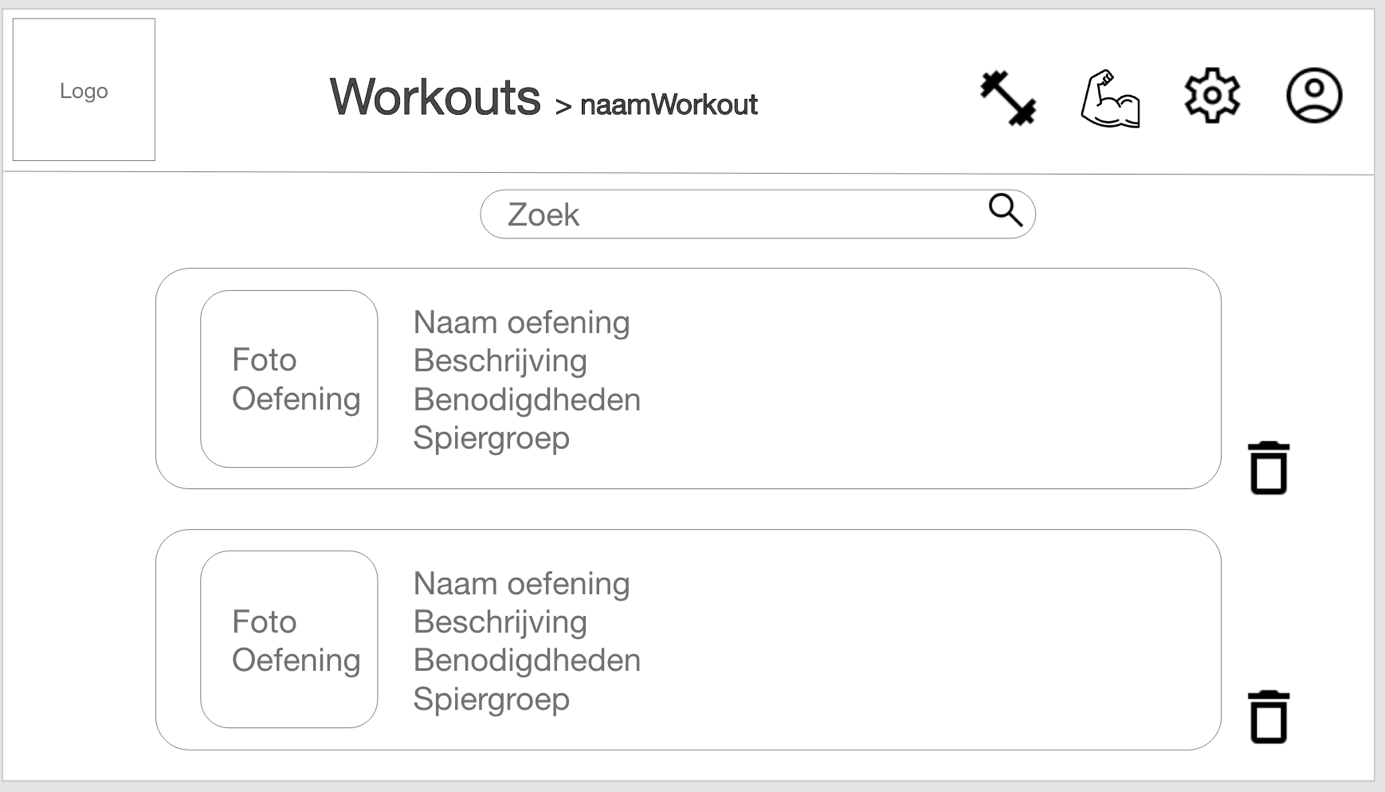 Logo
Workouts > naamWorkout
Zoek
Foto
Oefening
Naam oefening
Beschrijving
Benodigdheden
Spiergroep
Foto
Oefening
Naam oefening
Beschrijving
Benodigdheden
Spiergroep